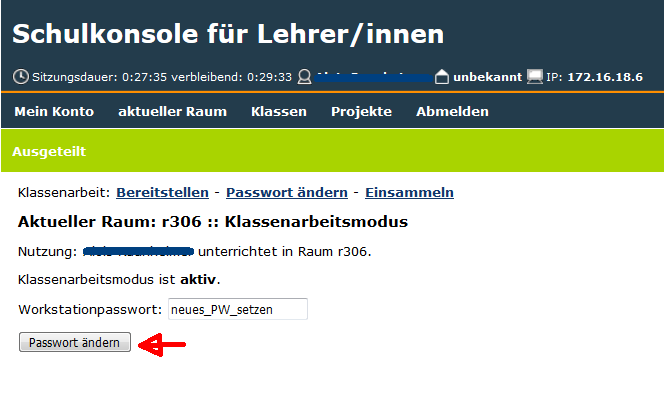 Schulkonsole für Lehrer/innen
Sitzungsdauer: 0:27:35 verbleibend: 0:29:33 unbekannt IP: 172.16.18.6
Mein Konto aktueller Raum Klassen Projekte Abmelden
Ausgeteilt
Klassenarbeit: Bereitstellen - Passwort ändern - Einsammeln
Aktueller Raum: r306 :: Klassenarbeitsmodus
Nutzung: unterrichtet in Raum r306.
Klassenarbeitsmodus ist aktiv.
Workstationpasswort: neues_PW_setzen
Passwort ändern